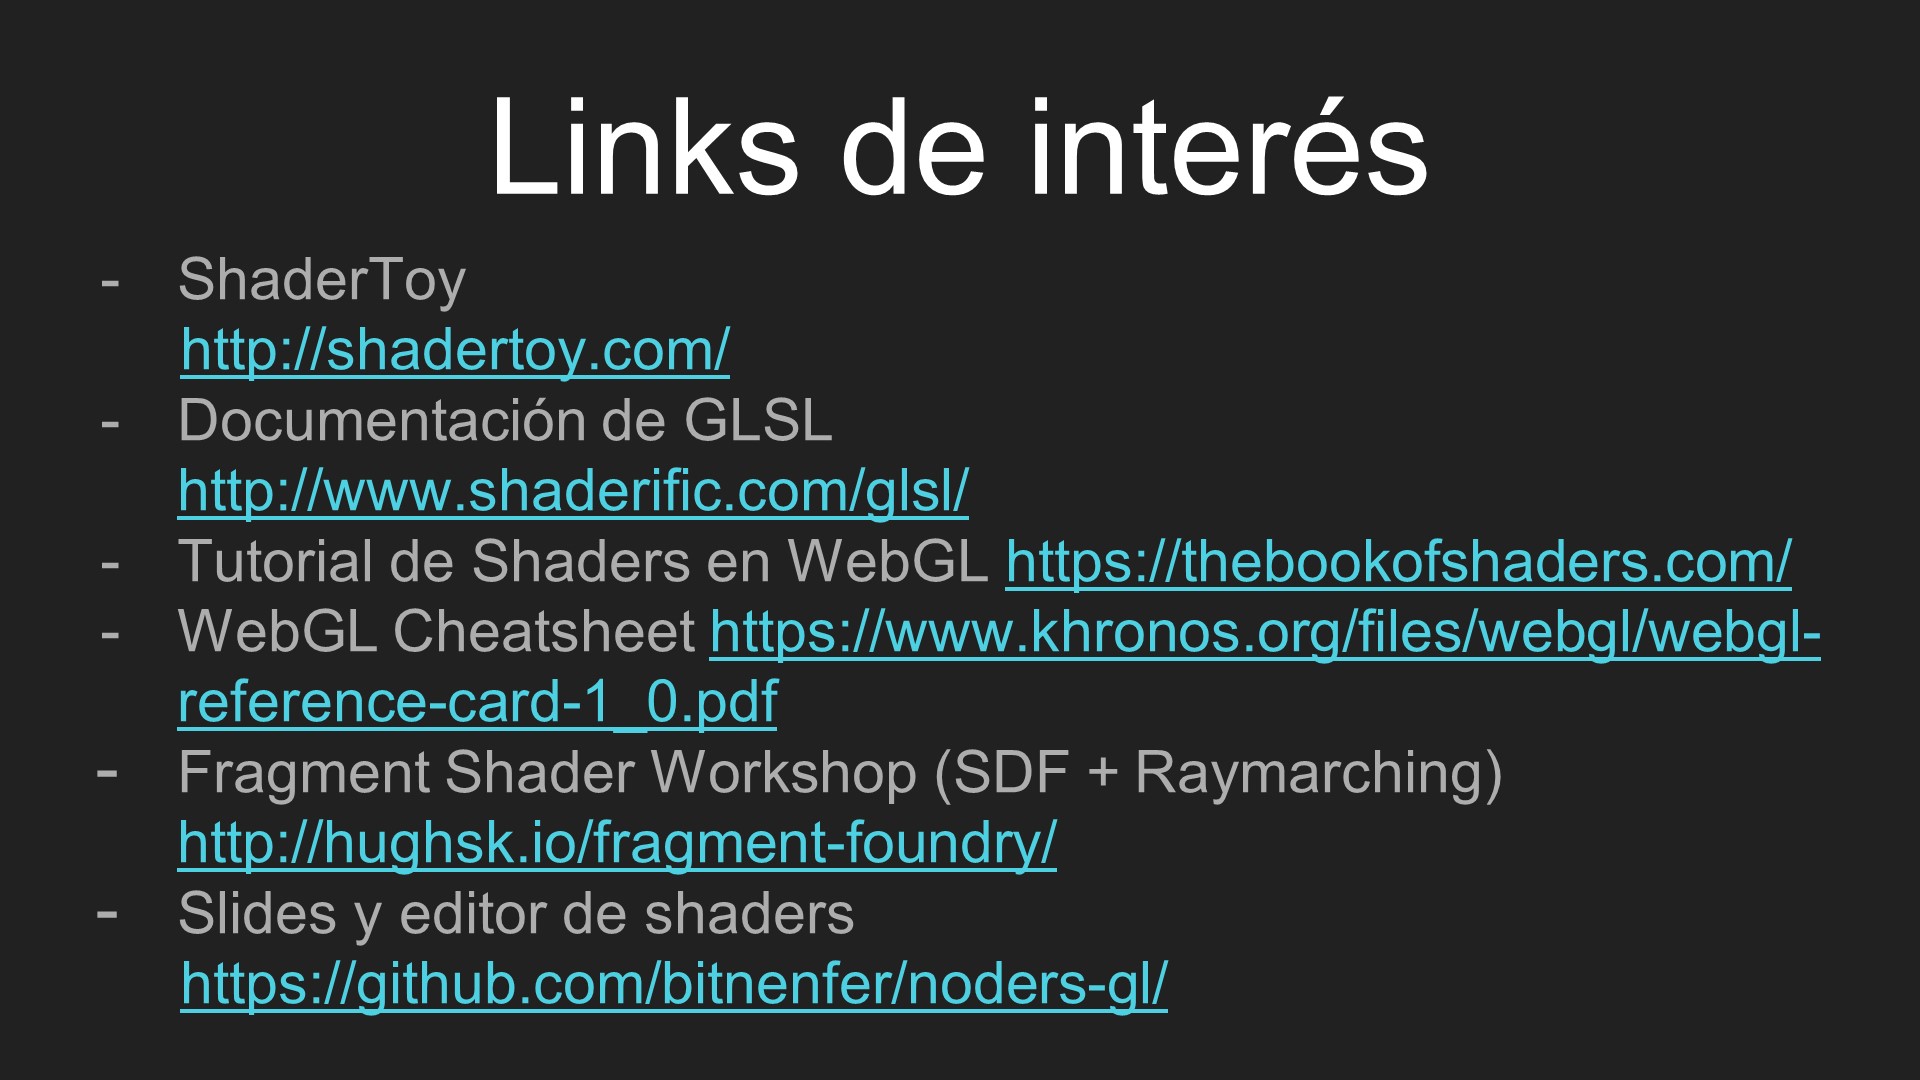 Links de interés
- ShaderToy
http://shadertoy.com/
- Documentación de GLSL
http://www.shaderific.com/glsl/
- Tutorial de Shaders en WebGL https://thebookofshaders.com/
- WebGL Cheatsheet https://www.khronos.org/files/webgl/webgl-
reference-card-1_0.pdf
- Fragment Shader Workshop (SDF + Raymarching)
http://hughsk.io/fragment-foundry/
- Slides y editor de shaders
https://github.com/bitnenfer/noders-gl/